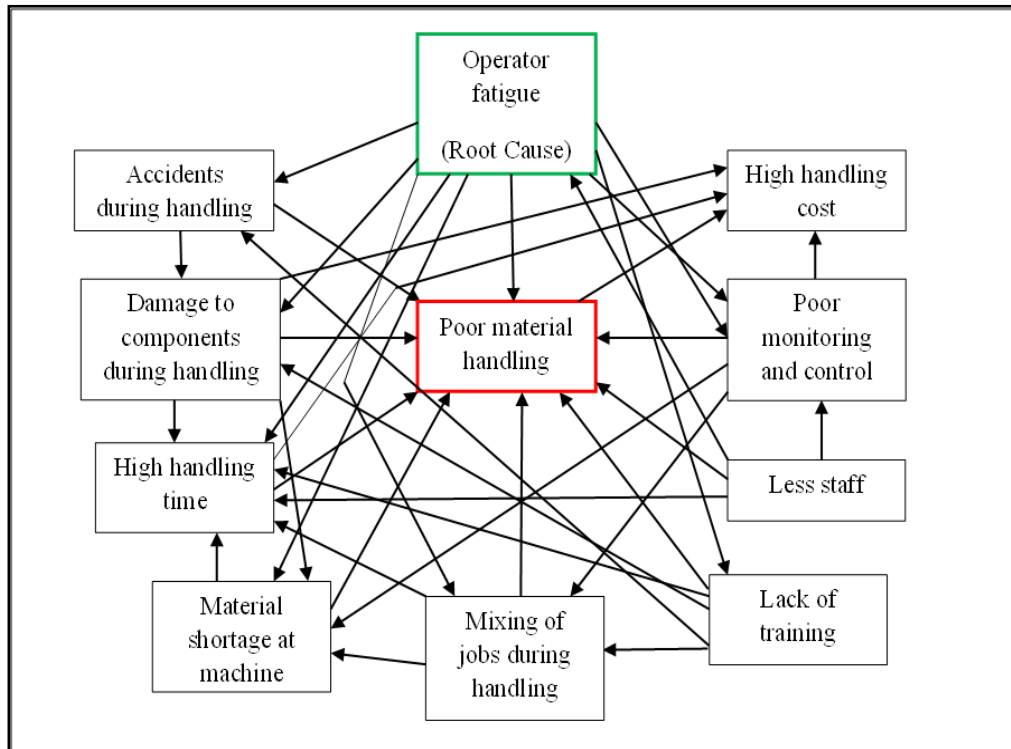 Operator
fatigue
(Root Cause)
Accidents
during handling
High handling
cost
Damage to
components
during handling
Poor material
handling
Poor
monitoring
and control
High handling
time
Less staff
Material
shortage at
machine
Mixing of
jobs during
handling
Lack of
training